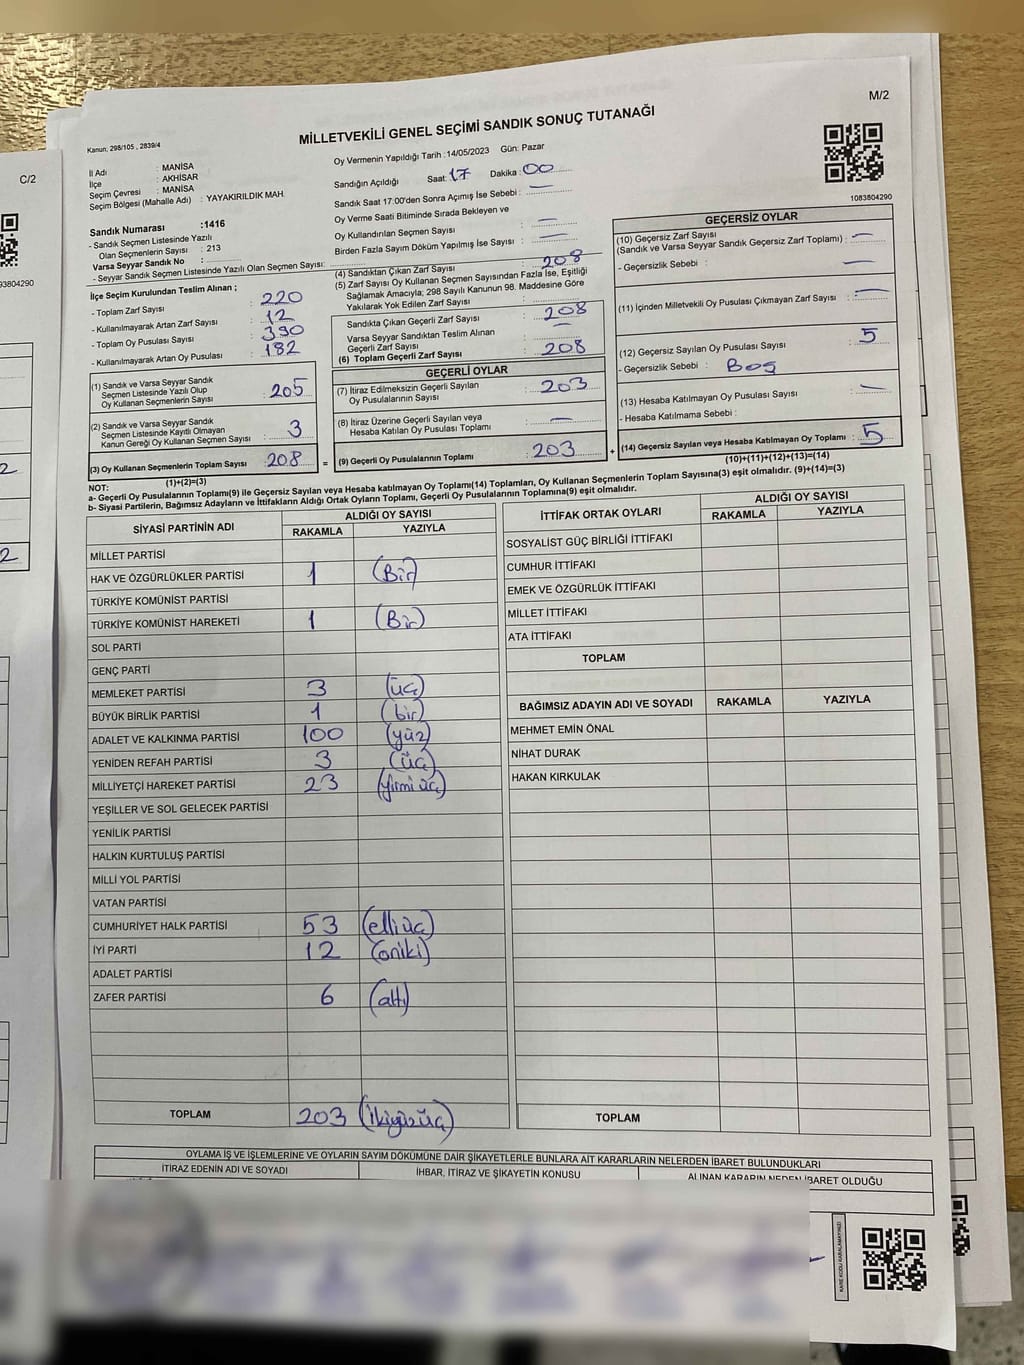 M/2
MİLLETVEKİLİ GENEL SEÇİMİ SANDIK SONUÇ TUTANAĞI
Kanun: 298/105 , 2839/4
C/2
İl Adı : MANİSA
İlçe : AKHİSAR
Seçim Çevresi : MANİSA
Seçim Bölgesi (Mahalle Adı) : YAYAKIRILDIK MAH.
Oy Vermenin Yapıldığı Tarih : 14/05/2023 Gün: Pazar
Sandığın Açıldığı Saat: 17 Dakika : 00
Sandık Saat 17:00'den Sonra Açımış İse Sebebi : —
Oy Verme Saati Bitiminde Sırada Bekleyen ve
Oy Kullandırılan Seçmen Sayısı : —
Birden Fazla Sayım Döküm Yapılmış İse Sayısı : —
1083804290
93804290
Sandık Numarası :1416
- Sandık Seçmen Listesinde Yazılı
Olan Seçmenlerin Sayısı : 213
Varsa Seyyar Sandık No :
- Seyyar Sandık Seçmen Listesinde Yazılı Olan Seçmen Sayısı:
İlçe Seçim Kurulundan Teslim Alınan ;
- Toplam Zarf Sayısı : 220
- Kullanılmayarak Artan Zarf Sayısı : 12
- Toplam Oy Pusulası Sayısı : 390
- Kullanılmayarak Artan Oy Pusulası : 182
(1) Sandık ve Varsa Seyyar Sandık
Seçmen Listesinde Yazılı Olup
Oy Kullanan Seçmenlerin Sayısı : 205
(2) Sandık ve Varsa Seyyar Sandık
Seçmen Listesinde Kayıtlı Olmayan
Kanun Gereği Oy Kullanan Seçmen Sayısı : 3
(3) Oy Kullanan Seçmenlerin Toplam Sayısı : 208
(1)+(2)=(3)
(4) Sandıktan Çıkan Zarf Sayısı : 208
(5) Zarf Sayısı Oy Kullanan Seçmen Sayısından Fazla İse, Eşitliği
Sağlamak Amacıyla; 298 Sayılı Kanunun 98. Maddesine Göre
Yakılarak Yok Edilen Zarf Sayısı :
Sandıkta Çıkan Geçerli Zarf Sayısı : 208
Varsa Seyyar Sandıktan Teslim Alınan
Geçerli Zarf Sayısı : —
(6) Toplam Geçerli Zarf Sayısı : 208
GEÇERLİ OYLAR
(7) İtiraz Edilmeksizin Geçerli Sayılan
Oy Pusulalarının Sayısı : 203
(8) İtiraz Üzerine Geçerli Sayılan veya
Hesaba Katılan Oy Pusulası Toplamı : —
= (9) Geçerli Oy Pusulalarının Toplamı : 203 +
GEÇERSİZ OYLAR
(10) Geçersiz Zarf Sayısı
(Sandık ve Varsa Seyyar Sandık Geçersiz Zarf Toplamı) : —
- Geçersizlik Sebebi : —
(11) İçinden Milletvekili Oy Pusulası Çıkmayan Zarf Sayısı : —
(12) Geçersiz Sayılan Oy Pusulası Sayısı : 5
- Geçersizlik Sebebi : Boş
(13) Hesaba Katılmayan Oy Pusulası Sayısı : —
- Hesaba Katılmama Sebebi :
(14) Geçersiz Sayılan veya Hesaba Katılmayan Oy Toplamı : 5
(10)+(11)+(12)+(13)=(14)
NOT:
a- Geçerli Oy Pusulalarının Toplamı(9) ile Geçersiz Sayılan veya Hesaba katılmayan Oy Toplamı(14) Toplamları, Oy Kullanan Seçmenlerin Toplam Sayısına(3) eşit olmalıdır. (9)+(14)=(3)
b- Siyasi Partilerin, Bağımsız Adayların ve İttifakların Aldığı Ortak Oyların Toplamı, Geçerli Oy Pusulalarının Toplamına(9) eşit olmalıdır.
SİYASİ PARTİNİN ADI ALDIĞI OY SAYISI
RAKAMLA YAZIYLA
MİLLET PARTİSİ
HAK VE ÖZGÜRLÜKLER PARTİSİ 1 (Bir)
TÜRKİYE KOMÜNİST PARTİSİ
TÜRKİYE KOMÜNİST HAREKETİ 1 (Bir)
SOL PARTİ
GENÇ PARTİ
MEMLEKET PARTİSİ 3 (üç)
BÜYÜK BİRLİK PARTİSİ 1 (bir)
ADALET VE KALKINMA PARTİSİ 100 (yüz)
YENİDEN REFAH PARTİSİ 3 (üç)
MİLLİYETÇİ HAREKET PARTİSİ 23 (yirmi üç)
YEŞİLLER VE SOL GELECEK PARTİSİ
YENİLİK PARTİSİ
HALKIN KURTULUŞ PARTİSİ
MİLLİ YOL PARTİSİ
VATAN PARTİSİ
CUMHURİYET HALK PARTİSİ 53 (elli üç)
İYİ PARTİ 12 (oniki)
ADALET PARTİSİ
ZAFER PARTİSİ 6 (altı)
TOPLAM 203 (ikiyüzüç)
İTTİFAK ORTAK OYLARI ALDIĞI OY SAYISI
RAKAMLA YAZIYLA
SOSYALİST GÜÇ BİRLİĞİ İTTİFAKI
CUMHUR İTTİFAKI
EMEK VE ÖZGÜRLÜK İTTİFAKI
MİLLET İTTİFAKI
ATA İTTİFAKI
TOPLAM
BAĞIMSIZ ADAYIN ADI VE SOYADI RAKAMLA YAZIYLA
MEHMET EMİN ÖNAL
NİHAT DURAK
HAKAN KIRKULAK
TOPLAM
OYLAMA İŞ VE İŞLEMLERİNE VE OYLARIN SAYIM DÖKÜMÜNE DAİR ŞİKAYETLERLE BUNLARA AİT KARARLARIN NELERDEN İBARET BULUNDUKLARI
İTİRAZ EDENİN ADI VE SOYADI İHBAR, İTİRAZ VE ŞİKAYETİN KONUSU ALINAN KARARIN NEDEN İBARET OLDUĞU
KARE KODU KARALAMAYINIZ!